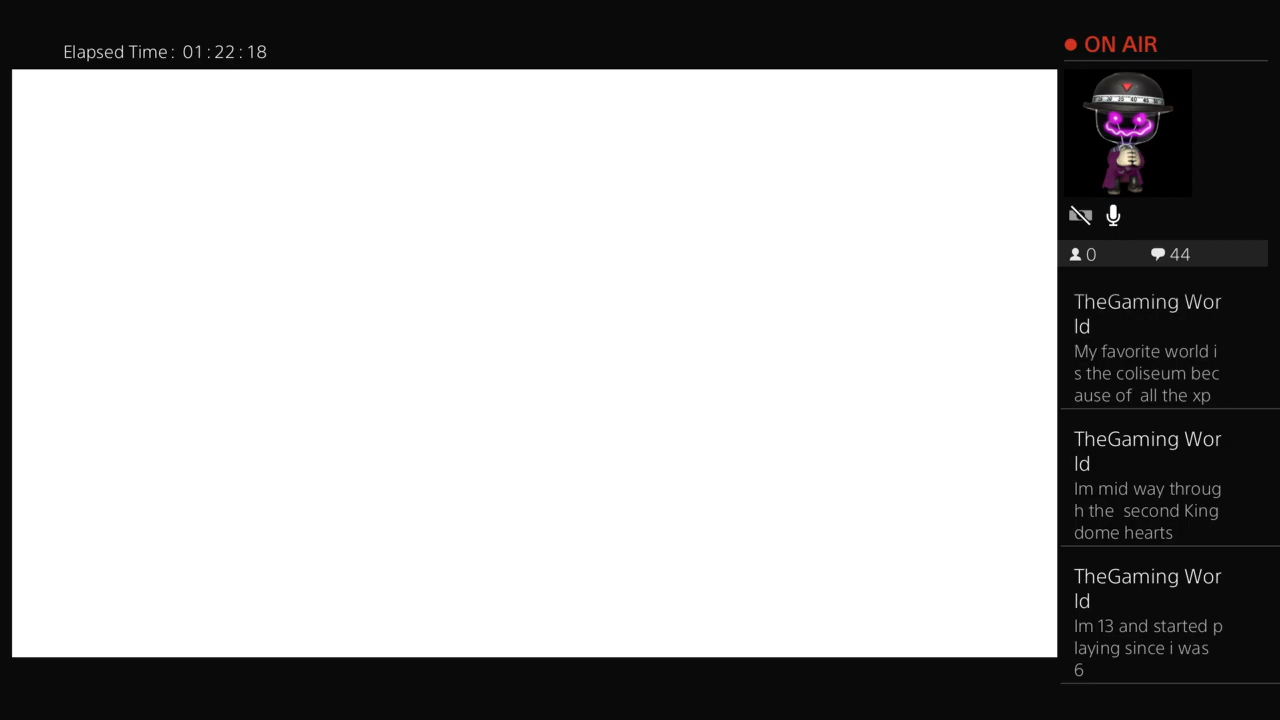 Elapsed Time: 01:22:18
ON AIR
0 44
TheGaming Wor
ld
My favorite world i
s the coliseum bec
ause of all the xp
TheGaming Wor
ld
Im mid way throug
h the second King
dome hearts
TheGaming Wor
ld
Im 13 and started p
laying since i was
6